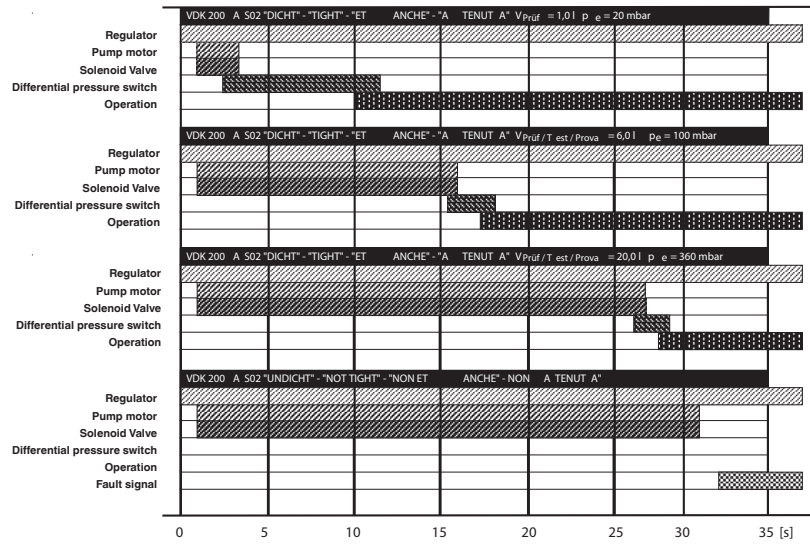 VDK 200 A S02 "DICHT" - "TIGHT" - "ET ANCHE" - "A TENUT A" V Prüf = 1,0 l p e = 20 mbar
Regulator
Pump motor
Solenoid Valve
Differential pressure switch
Operation
VDK 200 A S02 "DICHT" - "TIGHT" - "ET ANCHE" - "A TENUT A" V Prüf / T est / Prova = 6,0 l pe = 100 mbar
Regulator
Pump motor
Solenoid Valve
Differential pressure switch
Operation
VDK 200 A S02 "DICHT" - "TIGHT" - "ET ANCHE" - "A TENUT A" V Prüf / T est / Prova = 20,0 l p e = 360 mbar
Regulator
Pump motor
Solenoid Valve
Differential pressure switch
Operation
VDK 200 A S02 "UNDICHT" - "NOT TIGHT" - "NON ET ANCHE" - NON A TENUT A"
Regulator
Pump motor
Solenoid Valve
Differential pressure switch
Operation
Fault signal
0 5 10 15 20 25 30 35 [s]